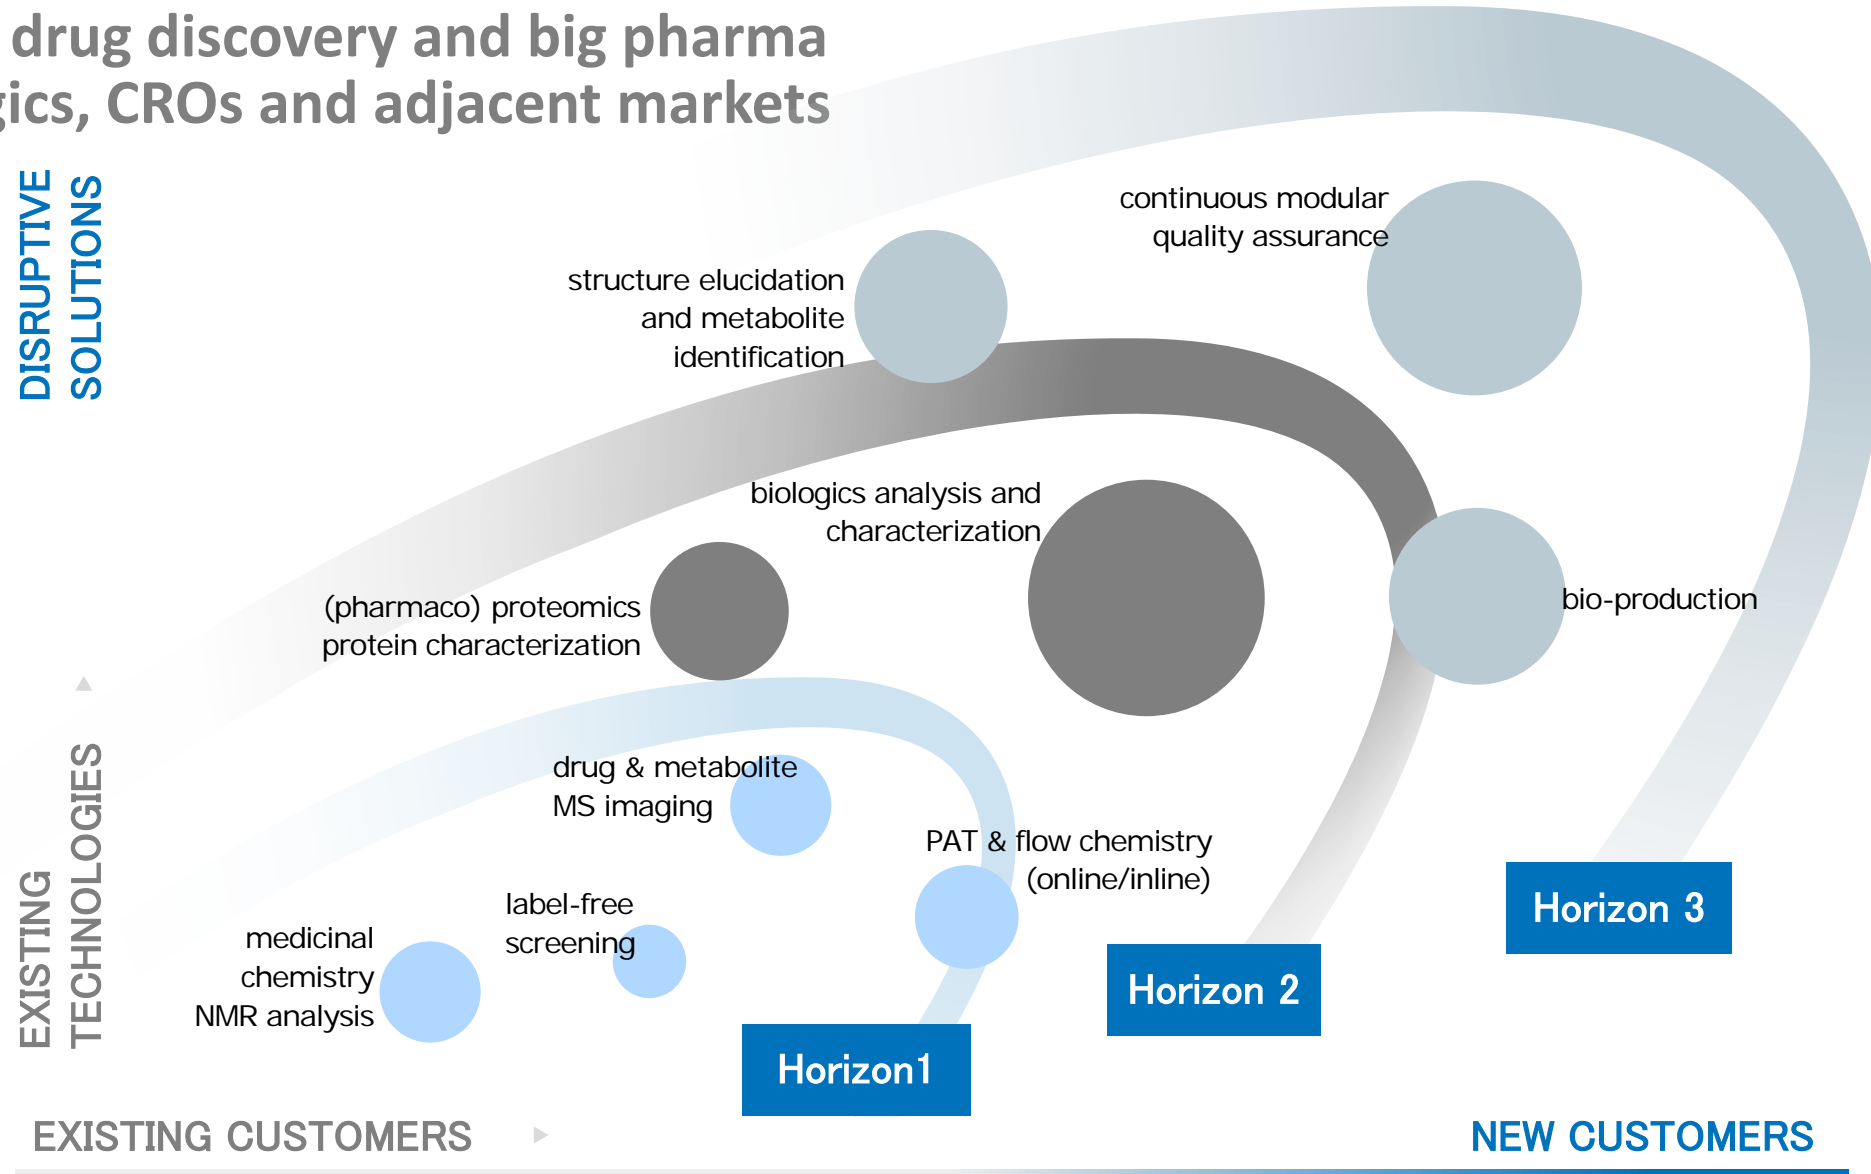 drug discovery and big pharma
gics, CROs and adjacent markets
DISRUPTIVE
SOLUTIONS
continuous modular
quality assurance
structure elucidation
and metabolite
identification
biologics analysis and
characterization
(pharmaco) proteomics
protein characterization
bio-production
EXISTING
TECHNOLOGIES
drug & metabolite
MS imaging
PAT & flow chemistry
(online/inline)
label-free
screening
medicinal
chemistry
NMR analysis
Horizon 3
Horizon 2
Horizon1
EXISTING CUSTOMERS
NEW CUSTOMERS